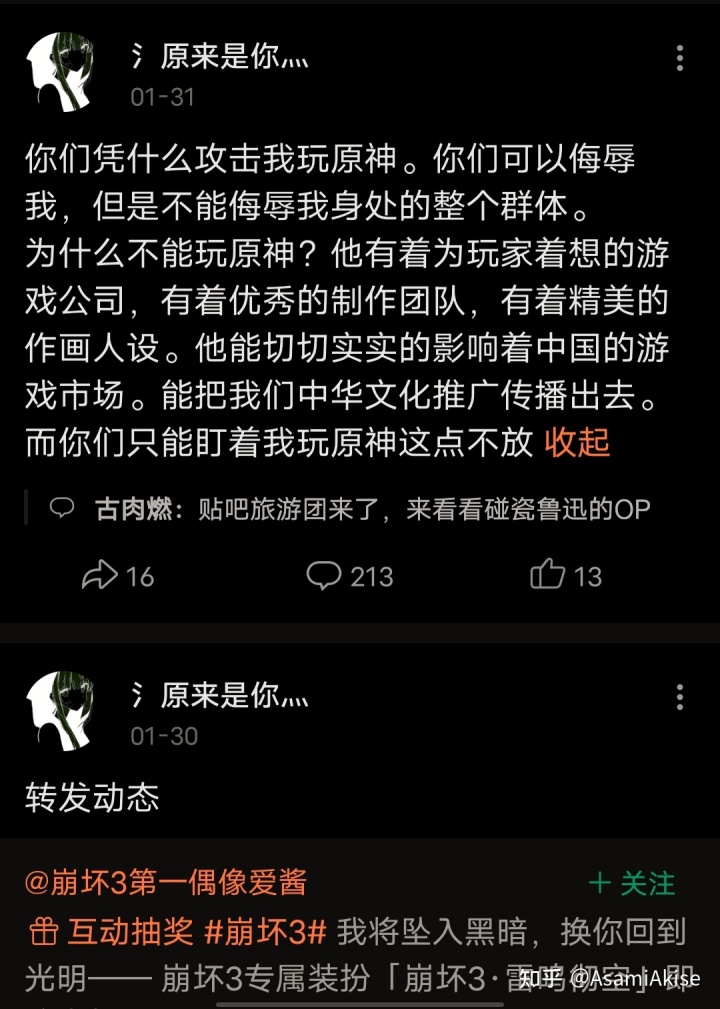 氵原来是你灬
01-31
你们凭什么攻击我玩原神。你们可以侮辱
我，但是不能侮辱我身处的整个群体。
为什么不能玩原神？他有着为玩家着想的游
戏公司，有着优秀的制作团队，有着精美的
作画人设。他能切切实实的影响着中国的游
戏市场。能把我们中华文化推广传播出去。
而你们只能盯着我玩原神这点不放 收起
古肉燃：贴吧旅游团来了，来看看碰瓷鲁迅的OP
16 213 13
氵原来是你灬
01-30
转发动态
@崩坏3第一偶像爱酱 + 关注
互动抽奖 #崩坏3# 我将坠入黑暗，换你回到
光明—— 崩坏3专属装扮「崩坏3·雷鸣彻空」即
知乎 @AsamiAkise